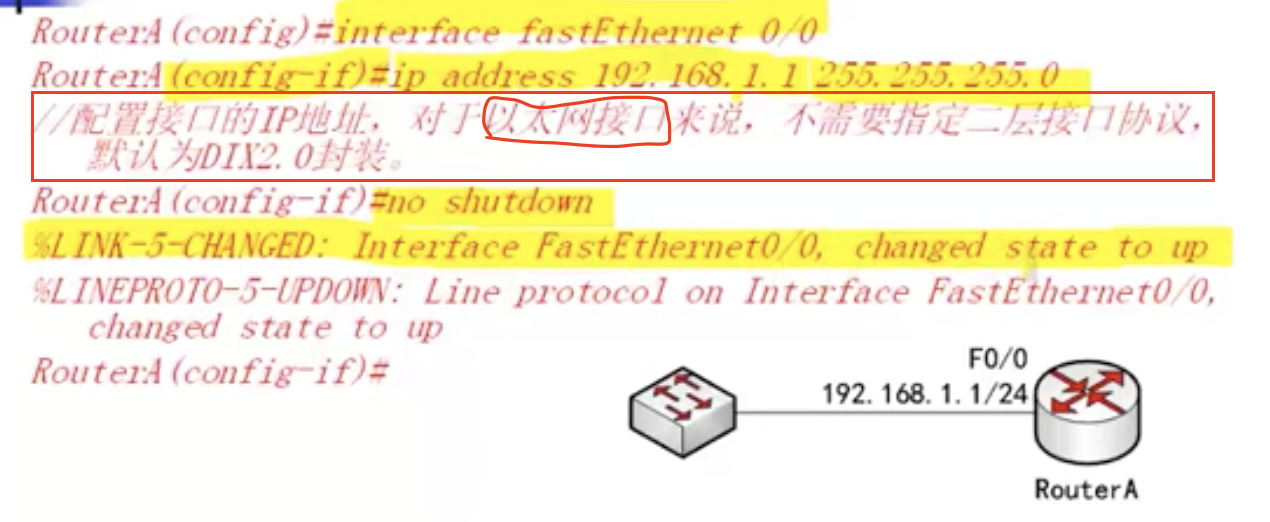 RouterA(config)#interface fastEthernet 0/0
RouterA(config-if)#ip address 192.168.1.1 255.255.255.0
//配置接口的IP地址，对于以太网接口来说，不需要指定二层接口协议，
默认为DIX2.0封装。
RouterA(config-if)#no shutdown
%LINK-5-CHANGED: Interface FastEthernet0/0, changed state to up
%LINEPROTO-5-UPDOWN: Line protocol on Interface FastEthernet0/0,
changed state to up
RouterA(config-if)#
F0/0
192.168.1.1/24
RouterA